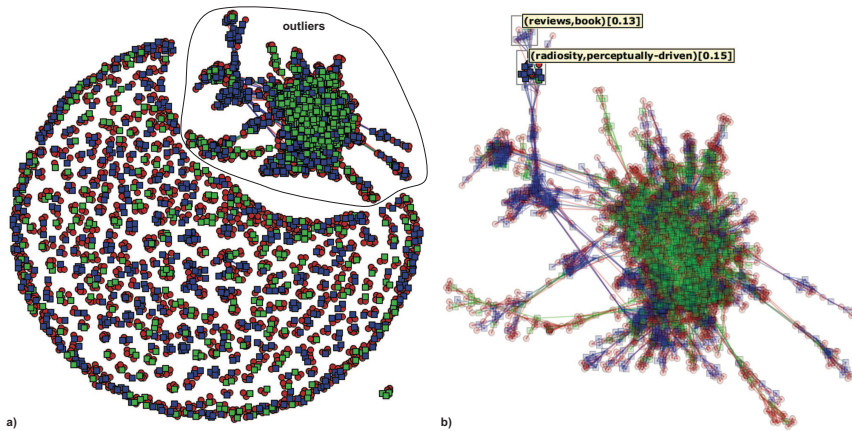 outliers
(reviews,book)[0.13]
(radiosity,perceptually-driven)[0.15]
a)
b)